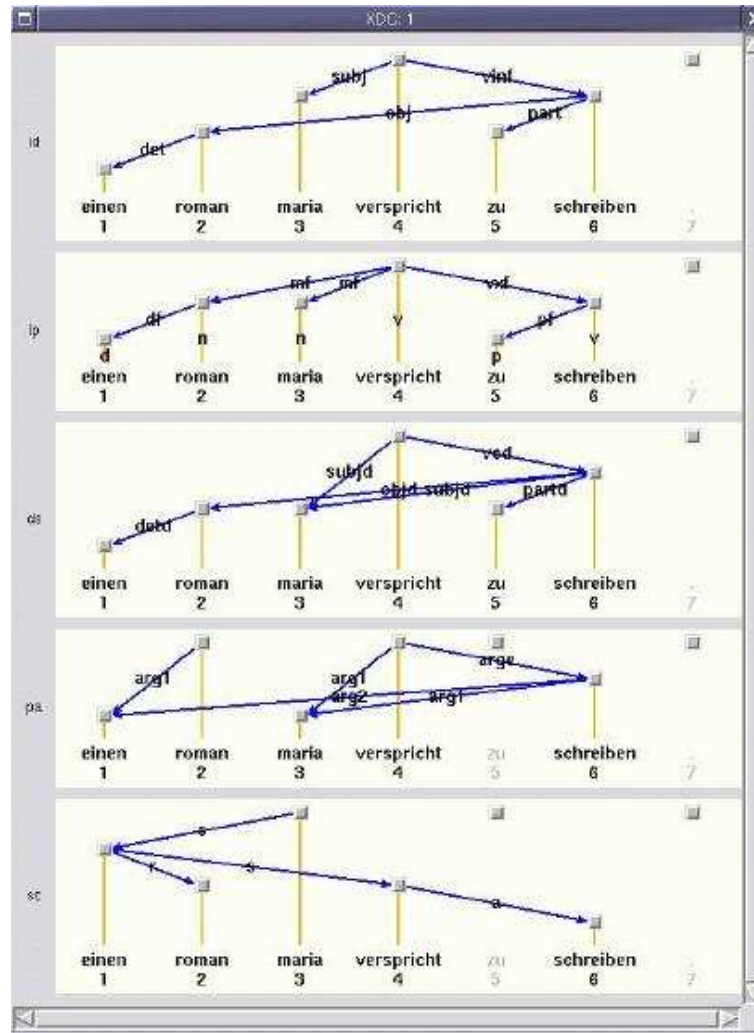 XDG: 1
subj vinf
obj part
id
det
einen roman maria verspricht zu schreiben .
1 2 3 4 5 6 7
mf mf vxf
lp df n n v pf v
d p
einen roman maria verspricht zu schreiben .
1 2 3 4 5 6 7
vcd
subjd
objd subjd partd
ds detd
einen roman maria verspricht zu schreiben .
1 2 3 4 5 6 7
arg1 arg1 arge
pa arg2 arg1
einen roman maria verspricht zu schreiben .
1 2 3 4 5 6 7
s
r s
sc a
einen roman maria verspricht zu schreiben .
1 2 3 4 5 6 7